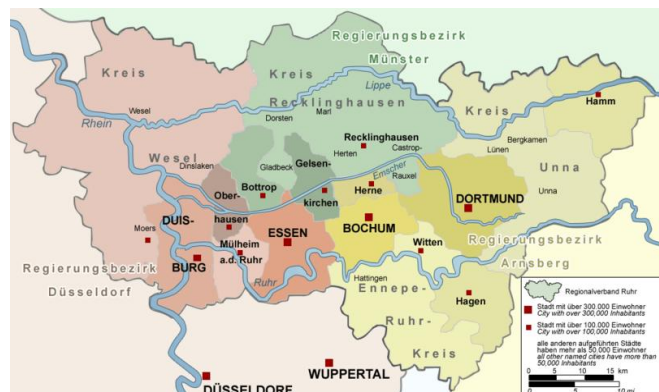 Regierungsbezirk
Münster
Kreis
Kreis
Recklinghausen
Lippe
Rhein
Wesel
Dorsten
Marl
Kreis
Hamm
Recklinghausen
Bergkamen
Lünen
Wesel
Dinslaken
Gladbeck
Gelsen-
kirchen
Herten
Castrop-
Rauxel
Emscher
Unna
Unna
Ober-
hausen
Bottrop
Herne
DORTMUND
Moers
DUIS-
BURG
Mülheim
a.d. Ruhr
ESSEN
BOCHUM
Witten
Regierungsbezirk
Arnsberg
Regierungsbezirk
Düsseldorf
Ruhr
Hattingen
Ennepe-
Ruhr-
Kreis
Hagen
WUPPERTAL
DÜSSELDORF
Regionalverband Ruhr
Stadt mit über 300.000 Einwohner
City with over 300,000 Inhabitants
Stadt mit über 100.000 Einwohner
City with over 100,000 Inhabitants
alle anderen aufgeführten Städte
haben mehr als 50.000 Einwohner
all other named cities have more than
50,000 Inhabitants
0 5 10 15 km
0 5 10 mi